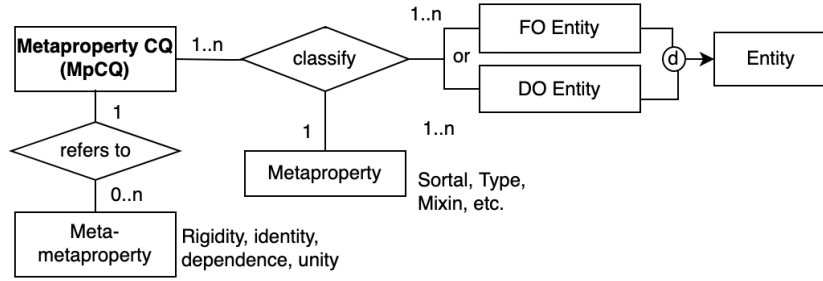 Metaproperty CQ
(MpCQ)
1..n
classify
1..n
or
FO Entity
DO Entity
d
Entity
1
refers to
0..n
Meta-
metaproperty
Rigidity, identity,
dependence, unity
1
1..n
Metaproperty
Sortal, Type,
Mixin, etc.